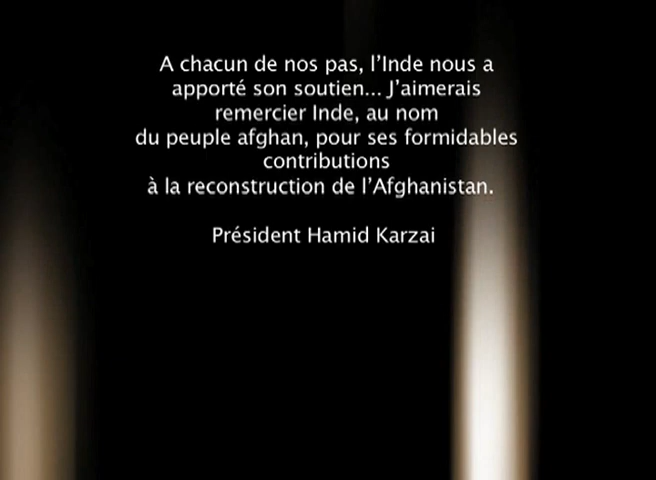 A chacun de nos pas, l’Inde nous a
apporté son soutien... J’aimerais
remercier Inde, au nom
du peuple afghan, pour ses formidables
contributions
à la reconstruction de l’Afghanistan.
Président Hamid Karzai